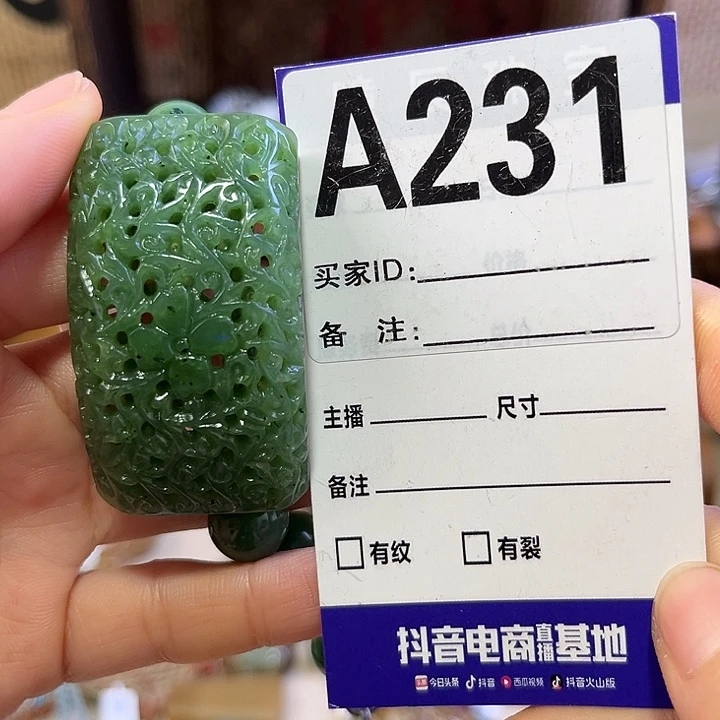 A231
买家ID:
备 注:
主播 尺寸
备注
有纹 有裂
抖音电商直播基地
今日头条 抖音 西瓜视频 抖音火山版